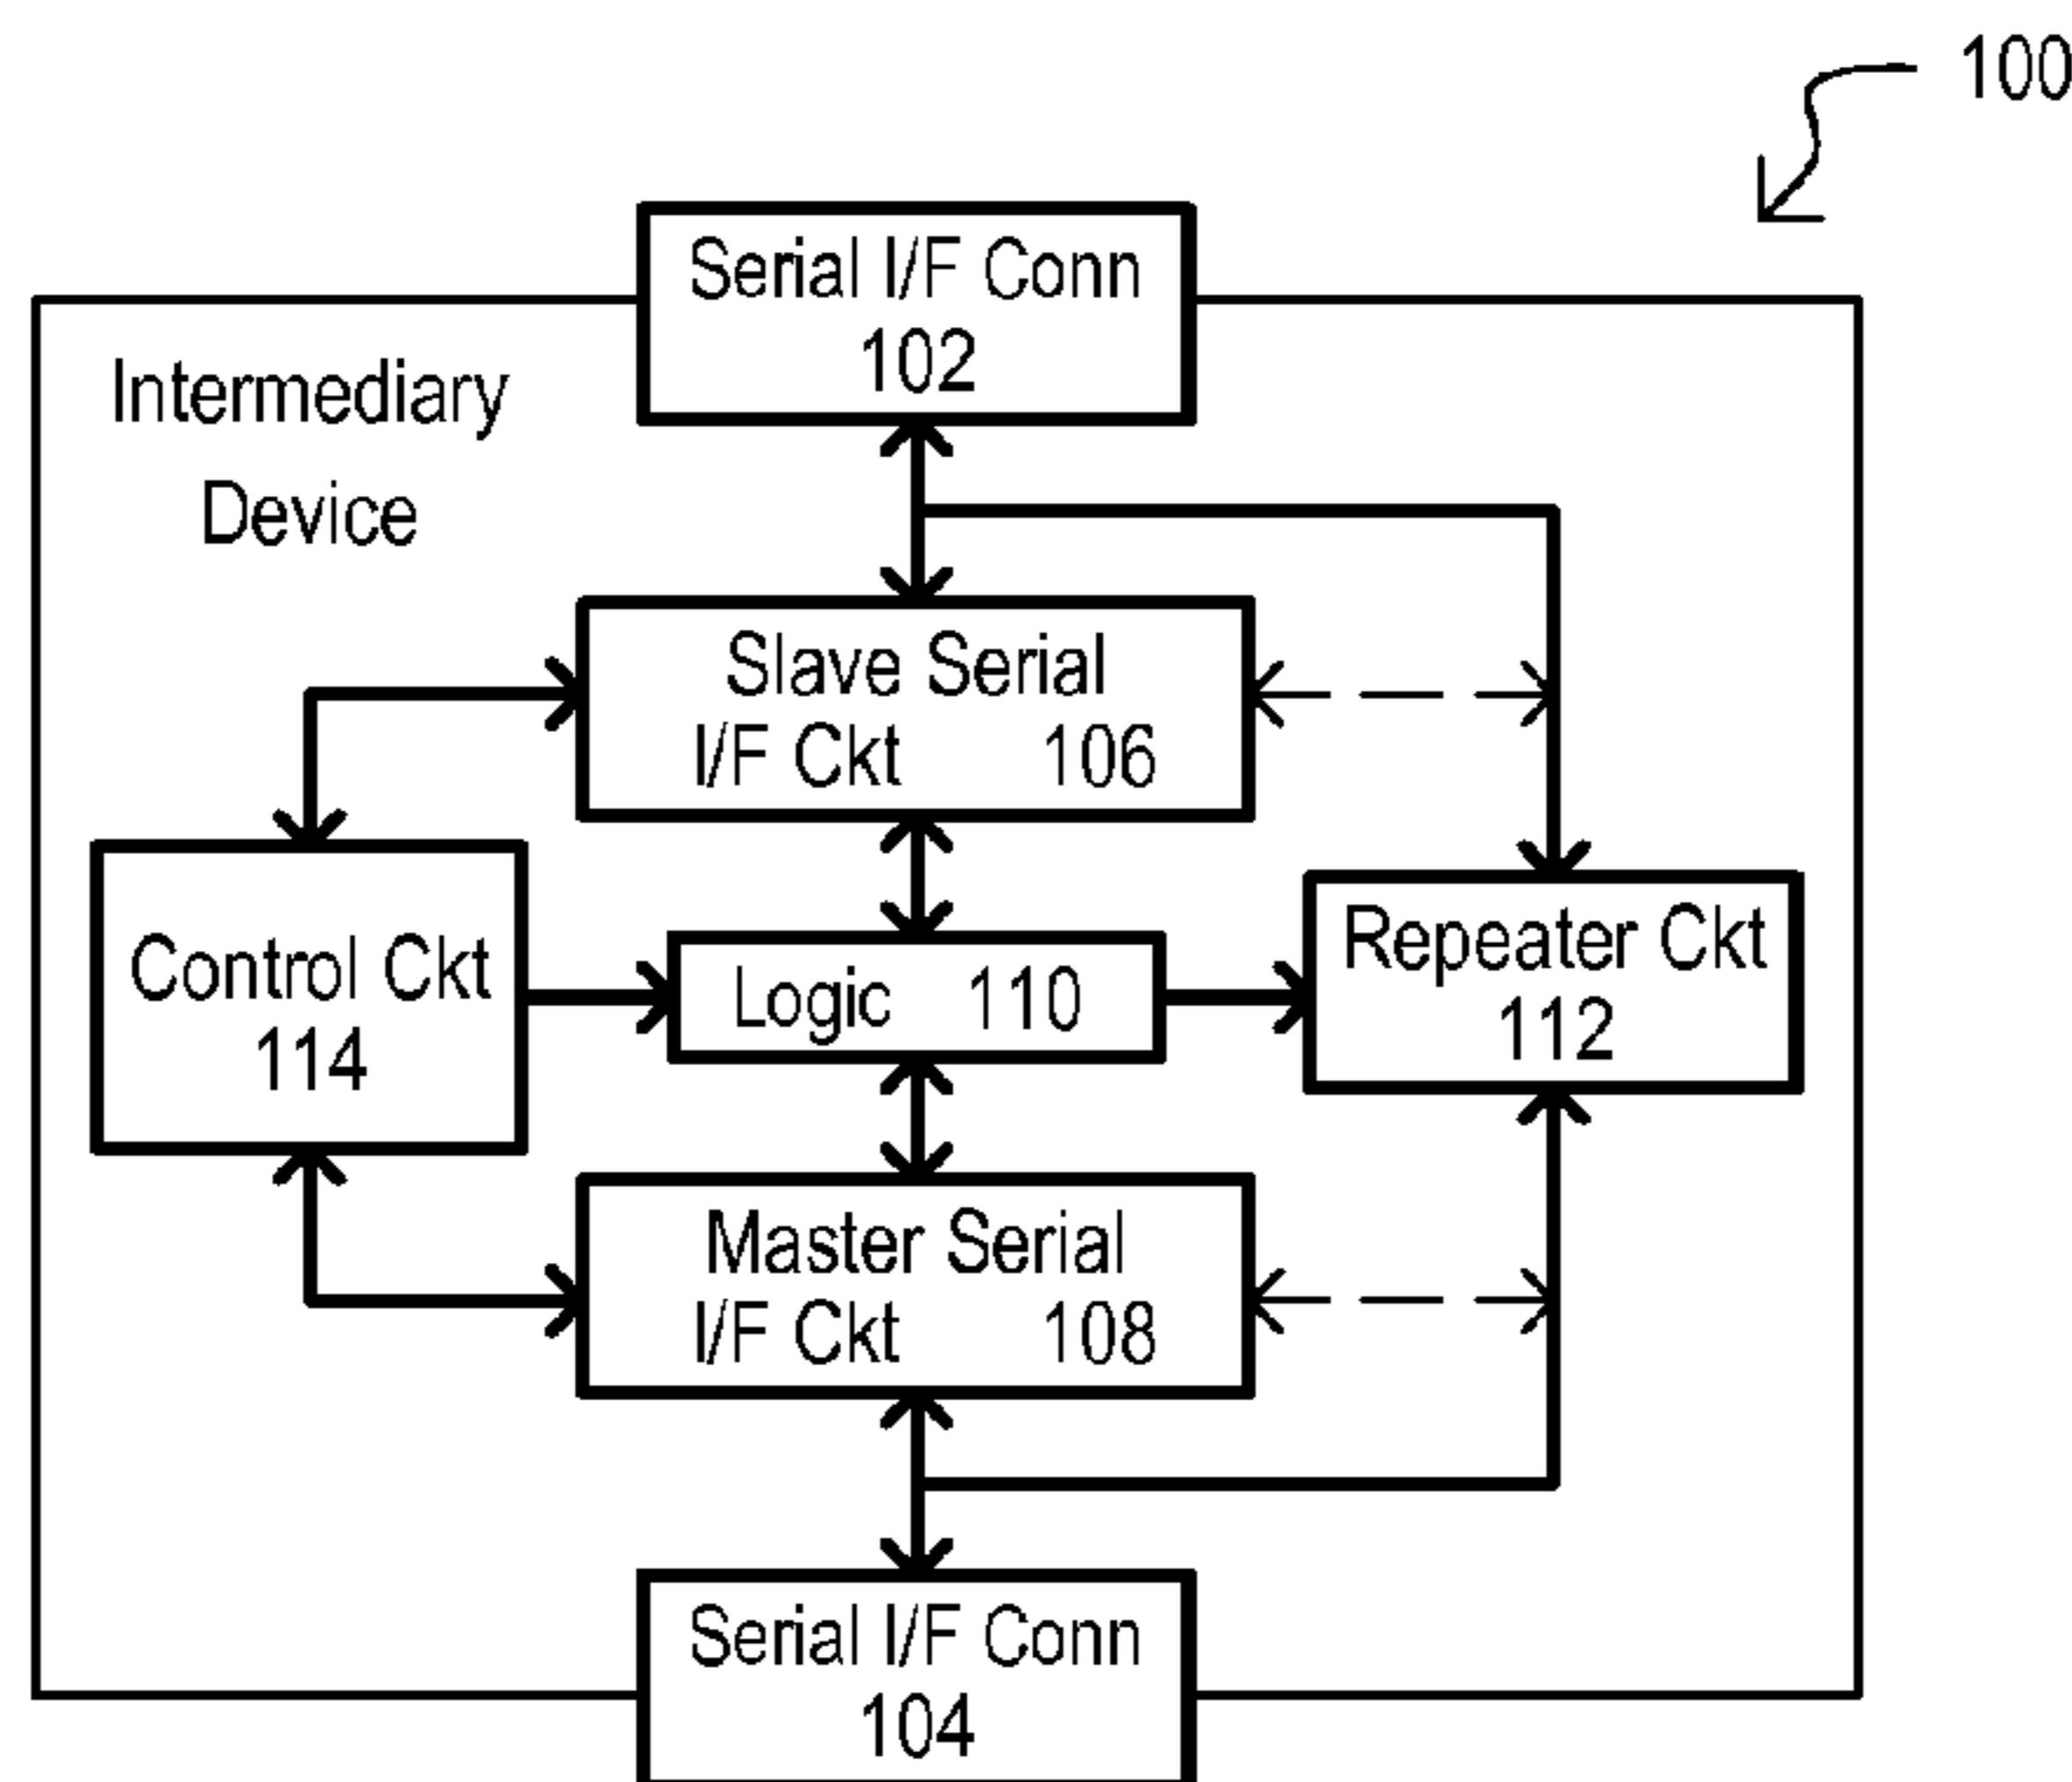 100
Serial I/F Conn
102
Intermediary
Device
Slave Serial
I/F Ckt 106
Control Ckt
114
Logic 110
Repeater Ckt
112
Master Serial
I/F Ckt 108
Serial I/F Conn
104